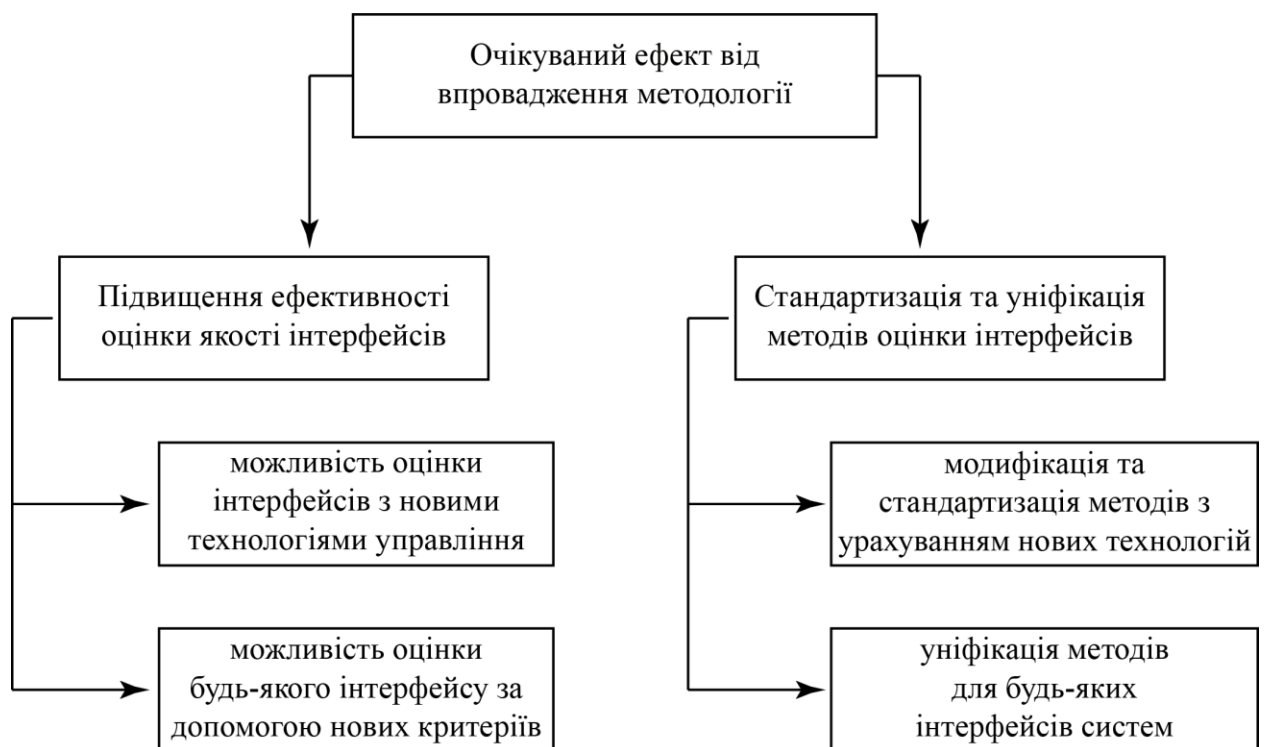 Очікуваний ефект від
впровадження методології
Підвищення ефективності
оцінки якості інтерфейсів
можливість оцінки
інтерфейсів з новими
технологіями управління
можливість оцінки
будь-якого інтерфейсу за
допомогою нових критеріїв
Стандартизація та уніфікація
методів оцінки інтерфейсів
модифікація та
стандартизація методів з
урахуванням нових технологій
уніфікація методів
для будь-яких
інтерфейсів систем